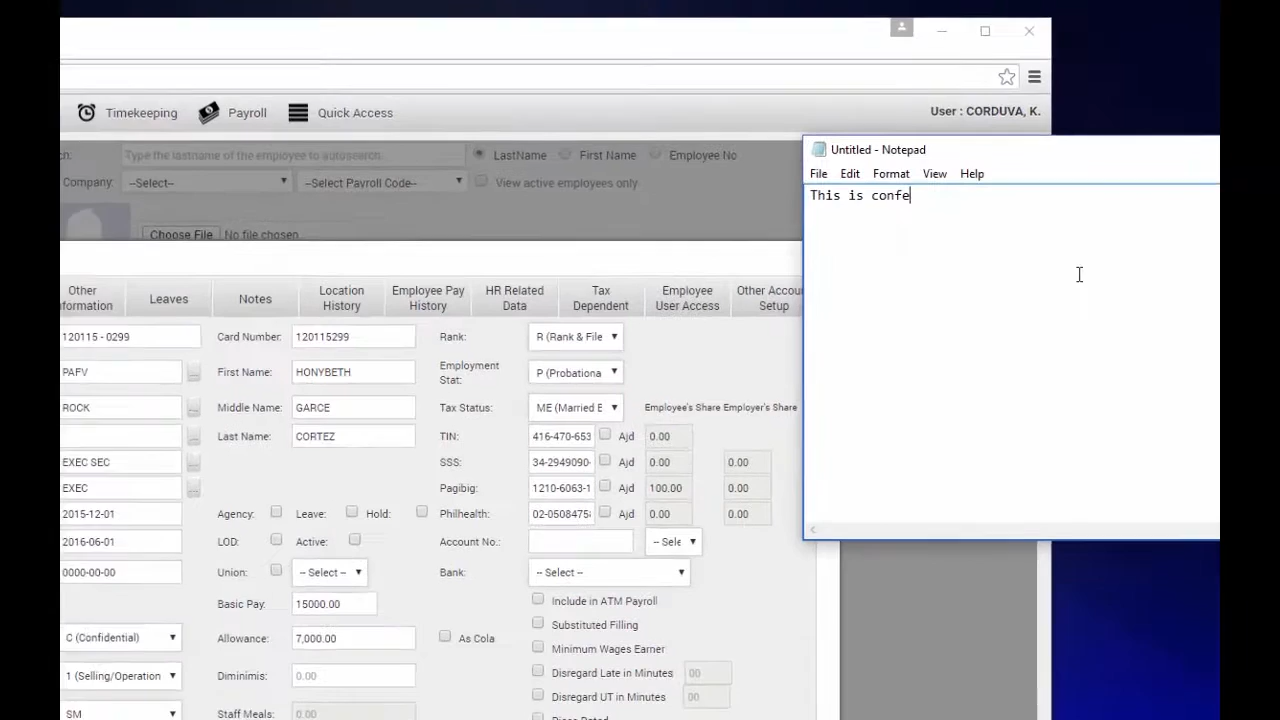 Timekeeping Payroll Quick Access User : CORDUVA, K.
Type the lastname of the employee to autosearch. LastName First Name Employee No
Company: --Select-- --Select Payroll Code-- View active employees only
Choose File No file chosen
Untitled - Notepad
File Edit Format View Help
This is confe
Other Leaves Notes Location Employee Pay HR Related Tax Employee
History History Data Dependent User Access Setup
120115 - 0299 Card Number: 120115299 Rank: R (Rank & File
PAFV ... First Name: HONYBETH Employment Stat: P (Probationa
ROCK ... Middle Name: GARCE Tax Status: ME (Married E Employee's Share Employer's Share
... Last Name: CORTEZ TIN: 416-470-653 Ajd 0.00
EXEC SEC ... SSS: 34-2949090- Ajd 0.00 0.00
EXEC ... Pagibig: 1210-6063-1 Ajd 100.00 0.00
2015-12-01 Agency: Leave: Hold: Philhealth: Ajd 0.00 0.00
2016-06-01 LOD: Active: Account No.: -- Sele
0000-00-00 Union: -- Select -- Bank: -- Select --
Basic Pay: 15000.00 Include in ATM Payroll
Substituted Filling
C (Confidential) Allowance: 7,000.00 As Cola
Minimum Wages Earner
1 (Selling/Operation Diminimis: 0.00 Disregard Late in Minutes 00
Disregard UT in Minutes 00
SM Staff Meals: 0.00